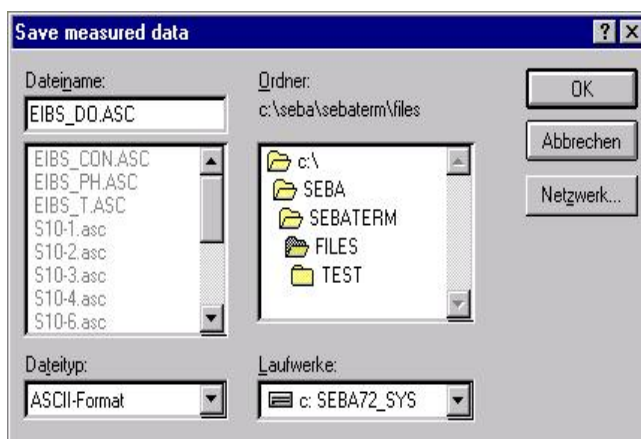 Save measured data
Dateiname:
EIBS_DO.ASC
EIBS_CON.ASC
EIBS_PH.ASC
EIBS_T.ASC
S10-1.asc
S10-2.asc
S10-3.asc
S10-4.asc
S10-6.asc
Dateityp:
ASCII-Format
Ordner:
c:\seba\sebaterm\files
c:\
SEBA
SEBATERM
FILES
TEST
Laufwerke:
c: SEBA72_SYS
OK
Abbrechen
Netzwerk...